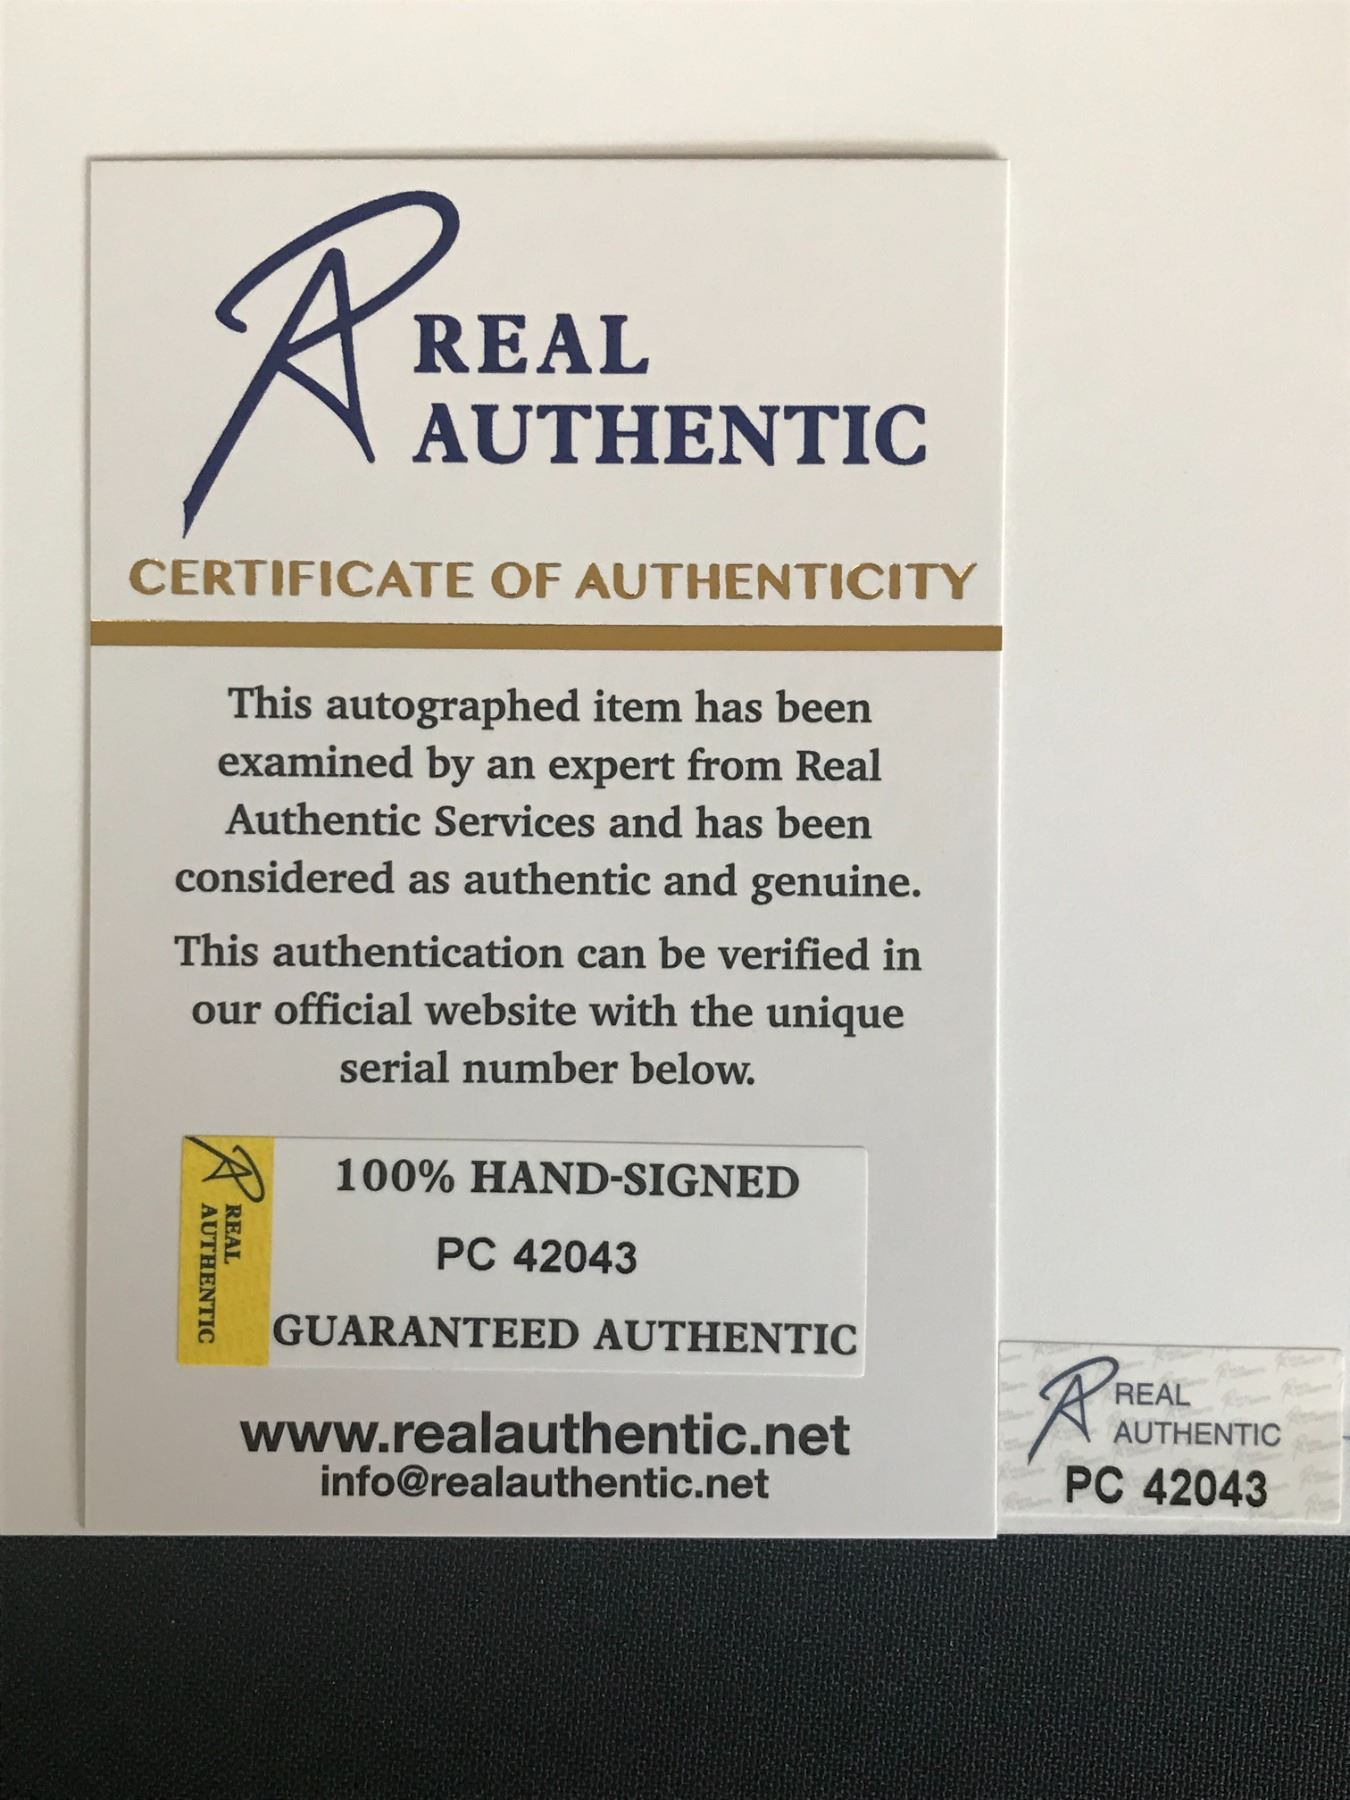 REAL
AUTHENTIC
CERTIFICATE OF AUTHENTICITY
This autographed item has been
examined by an expert from Real
Authentic Services and has been
considered as authentic and genuine.
This authentication can be verified in
our official website with the unique
serial number below.
REAL
AUTHENTIC
100% HAND-SIGNED
PC 42043
GUARANTEED AUTHENTIC
www.realauthentic.net
info@realauthentic.net
REAL
AUTHENTIC
PC 42043